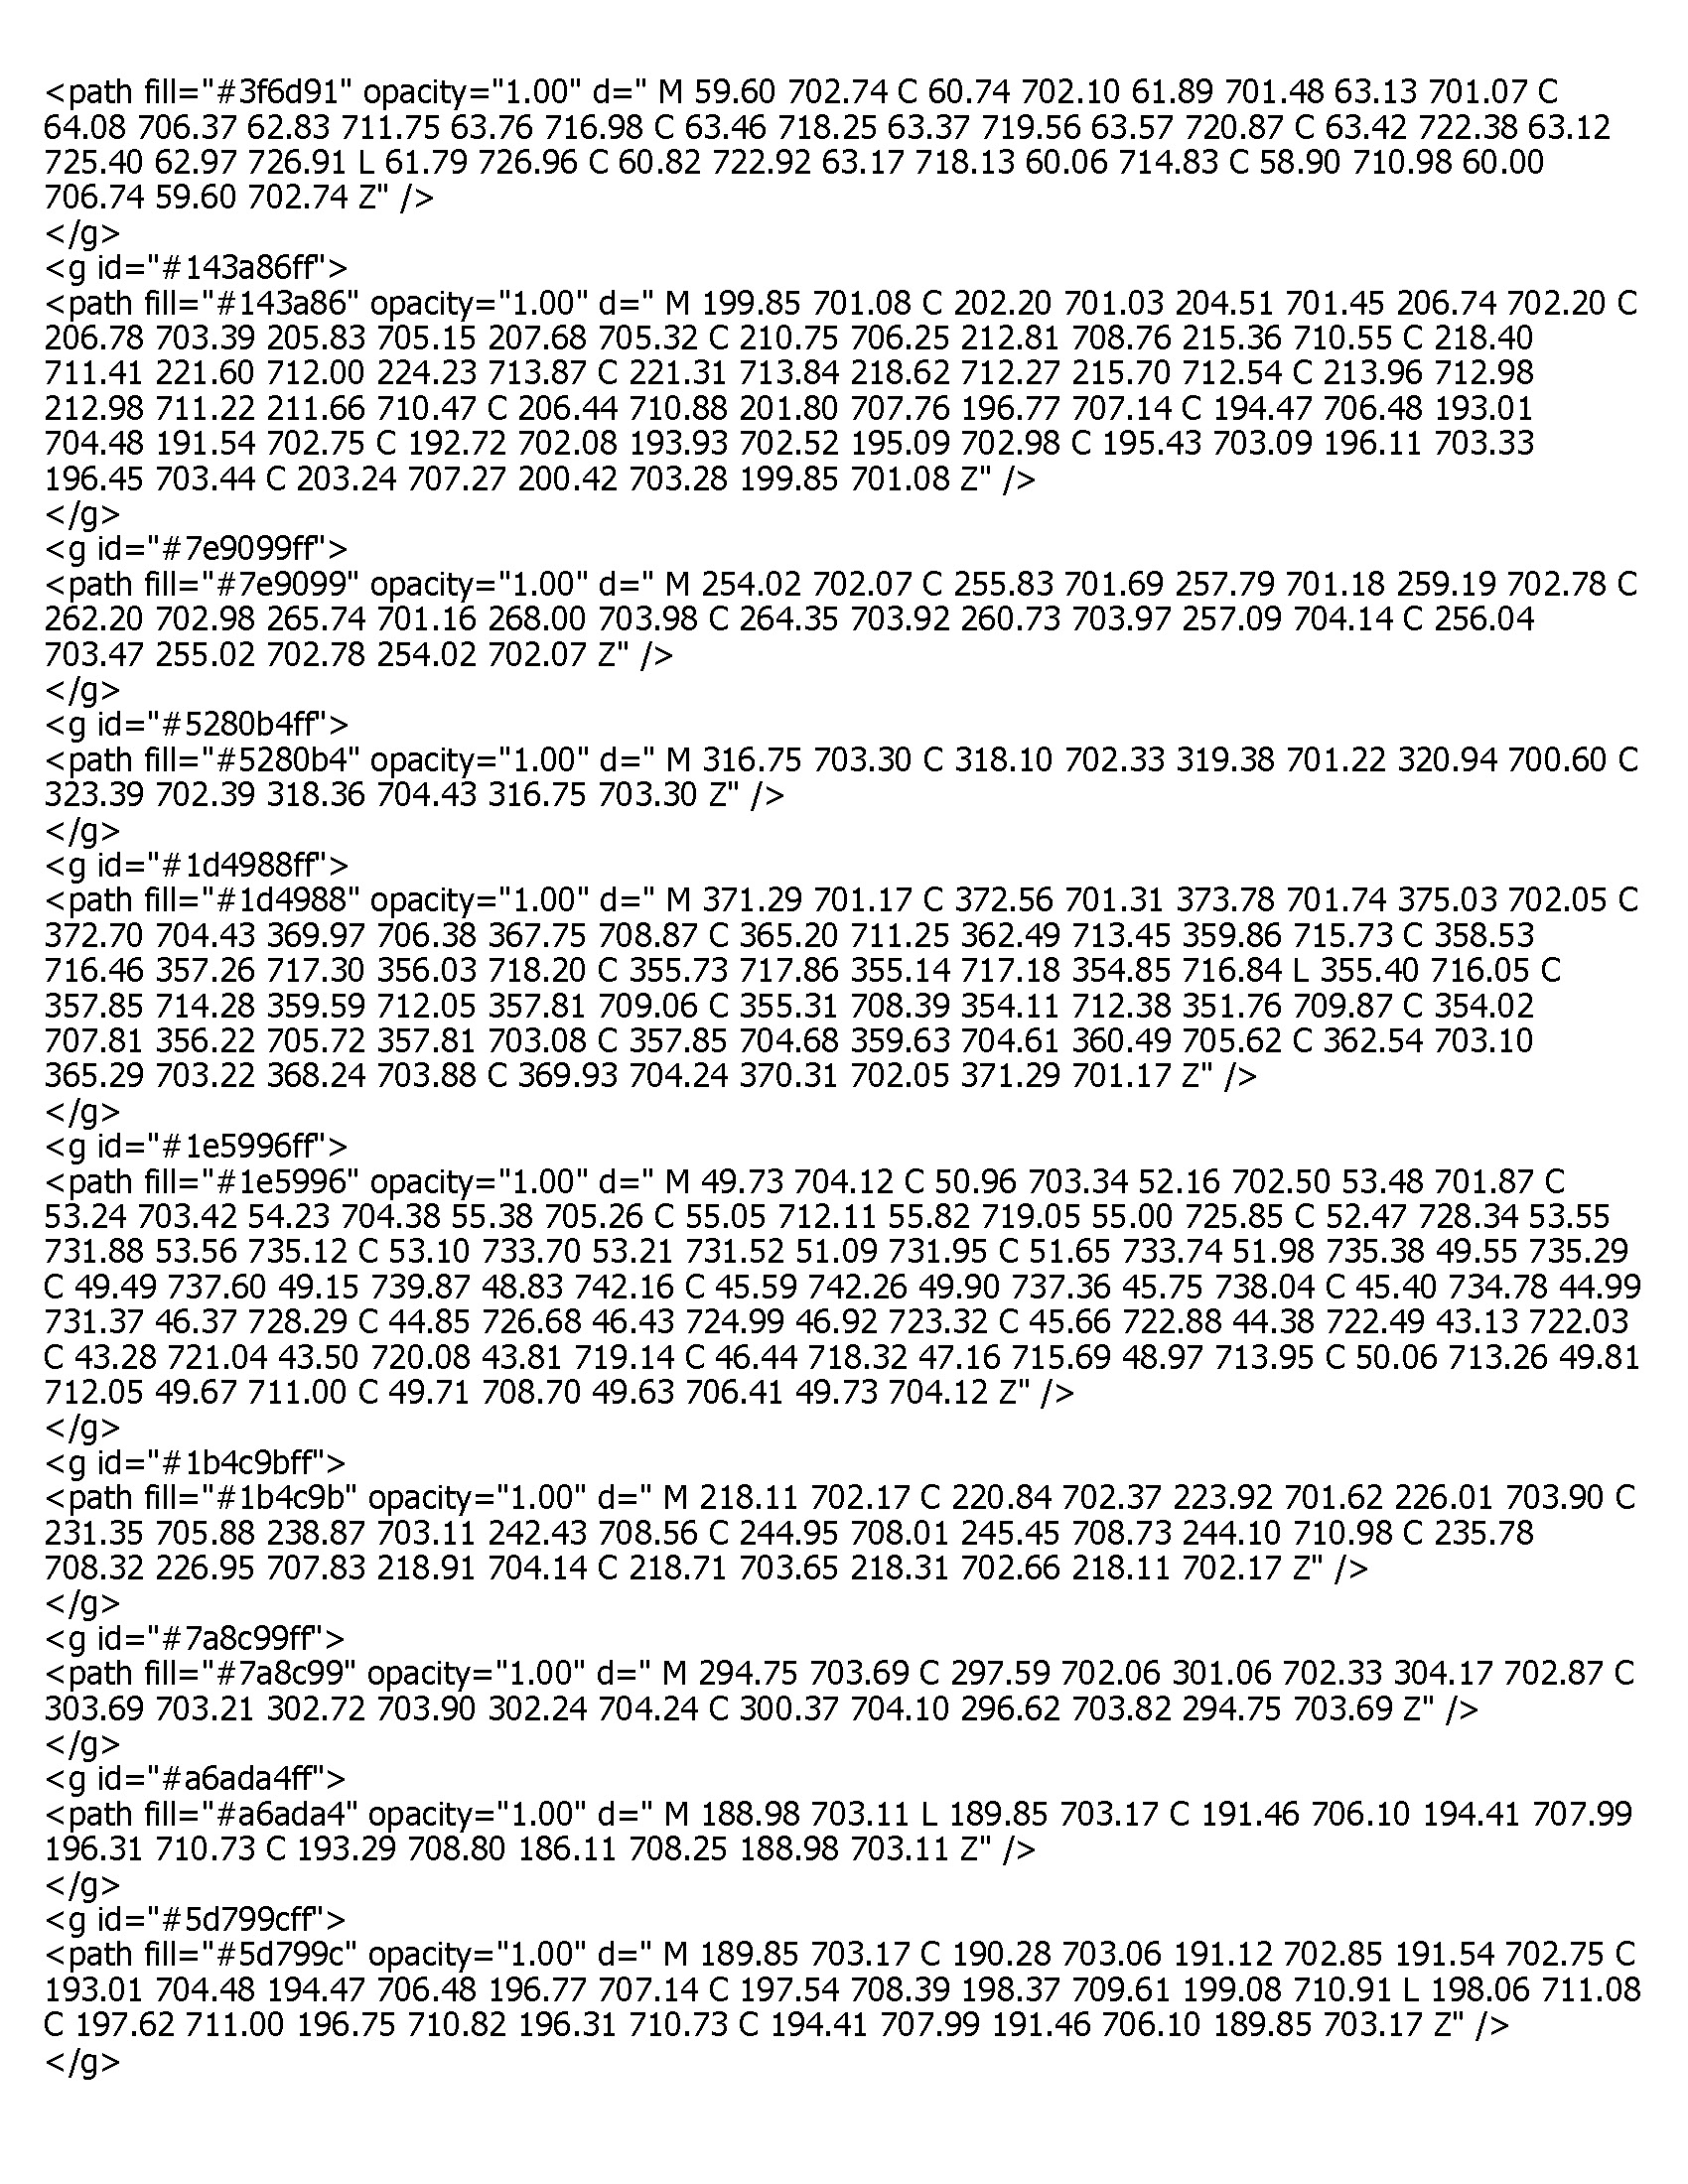 <path fill="#3f6d91" opacity="1.00" d=" M 59.60 702.74 C 60.74 702.10 61.89 701.48 63.13 701.07 C
64.08 706.37 62.83 711.75 63.76 716.98 C 63.46 718.25 63.37 719.56 63.57 720.87 C 63.42 722.38 63.12
725.40 62.97 726.91 L 61.79 726.96 C 60.82 722.92 63.17 718.13 60.06 714.83 C 58.90 710.98 60.00
706.74 59.60 702.74 Z" />
</g>
<g id="#143a86ff">
<path fill="#143a86" opacity="1.00" d=" M 199.85 701.08 C 202.20 701.03 204.51 701.45 206.74 702.20 C
206.78 703.39 205.83 705.15 207.68 705.32 C 210.75 706.25 212.81 708.76 215.36 710.55 C 218.40
711.41 221.60 712.00 224.23 713.87 C 221.31 713.84 218.62 712.27 215.70 712.54 C 213.96 712.98
212.98 711.22 211.66 710.47 C 206.44 710.88 201.80 707.76 196.77 707.14 C 194.47 706.48 193.01
704.48 191.54 702.75 C 192.72 702.08 193.93 702.52 195.09 702.98 C 195.43 703.09 196.11 703.33
196.45 703.44 C 203.24 707.27 200.42 703.28 199.85 701.08 Z" />
</g>
<g id="#7e9099ff">
<path fill="#7e9099" opacity="1.00" d=" M 254.02 702.07 C 255.83 701.69 257.79 701.18 259.19 702.78 C
262.20 702.98 265.74 701.16 268.00 703.98 C 264.35 703.92 260.73 703.97 257.09 704.14 C 256.04
703.47 255.02 702.78 254.02 702.07 Z" />
</g>
<g id="#5280b4ff">
<path fill="#5280b4" opacity="1.00" d=" M 316.75 703.30 C 318.10 702.33 319.38 701.22 320.94 700.60 C
323.39 702.39 318.36 704.43 316.75 703.30 Z" />
</g>
<g id="#1d4988ff">
<path fill="#1d4988" opacity="1.00" d=" M 371.29 701.17 C 372.56 701.31 373.78 701.74 375.03 702.05 C
372.70 704.43 369.97 706.38 367.75 708.87 C 365.20 711.25 362.49 713.45 359.86 715.73 C 358.53
716.46 357.26 717.30 356.03 718.20 C 355.73 717.86 355.14 717.18 354.85 716.84 L 355.40 716.05 C
357.85 714.28 359.59 712.05 357.81 709.06 C 355.31 708.39 354.11 712.38 351.76 709.87 C 354.02
707.81 356.22 705.72 357.81 703.08 C 357.85 704.68 359.63 704.61 360.49 705.62 C 362.54 703.10
365.29 703.22 368.24 703.88 C 369.93 704.24 370.31 702.05 371.29 701.17 Z" />
</g>
<g id="#1e5996ff">
<path fill="#1e5996" opacity="1.00" d=" M 49.73 704.12 C 50.96 703.34 52.16 702.50 53.48 701.87 C
53.24 703.42 54.23 704.38 55.38 705.26 C 55.05 712.11 55.82 719.05 55.00 725.85 C 52.47 728.34 53.55
731.88 53.56 735.12 C 53.10 733.70 53.21 731.52 51.09 731.95 C 51.65 733.74 51.98 735.38 49.55 735.29
C 49.49 737.60 49.15 739.87 48.83 742.16 C 45.59 742.26 49.90 737.36 45.75 738.04 C 45.40 734.78 44.99
731.37 46.37 728.29 C 44.85 726.68 46.43 724.99 46.92 723.32 C 45.66 722.88 44.38 722.49 43.13 722.03
C 43.28 721.04 43.50 720.08 43.81 719.14 C 46.44 718.32 47.16 715.69 48.97 713.95 C 50.06 713.26 49.81
712.05 49.67 711.00 C 49.71 708.70 49.63 706.41 49.73 704.12 Z" />
</g>
<g id="#1b4c9bff">
<path fill="#1b4c9b" opacity="1.00" d=" M 218.11 702.17 C 220.84 702.37 223.92 701.62 226.01 703.90 C
231.35 705.88 238.87 703.11 242.43 708.56 C 244.95 708.01 245.45 708.73 244.10 710.98 C 235.78
708.32 226.95 707.83 218.91 704.14 C 218.71 703.65 218.31 702.66 218.11 702.17 Z" />
</g>
<g id="#7a8c99ff">
<path fill="#7a8c99" opacity="1.00" d=" M 294.75 703.69 C 297.59 702.06 301.06 702.33 304.17 702.87 C
303.69 703.21 302.72 703.90 302.24 704.24 C 300.37 704.10 296.62 703.82 294.75 703.69 Z" />
</g>
<g id="#a6ada4ff">
<path fill="#a6ada4" opacity="1.00" d=" M 188.98 703.11 L 189.85 703.17 C 191.46 706.10 194.41 707.99
196.31 710.73 C 193.29 708.80 186.11 708.25 188.98 703.11 Z" />
</g>
<g id="#5d799cff">
<path fill="#5d799c" opacity="1.00" d=" M 189.85 703.17 C 190.28 703.06 191.12 702.85 191.54 702.75 C
193.01 704.48 194.47 706.48 196.77 707.14 C 197.54 708.39 198.37 709.61 199.08 710.91 L 198.06 711.08
C 197.62 711.00 196.75 710.82 196.31 710.73 C 194.41 707.99 191.46 706.10 189.85 703.17 Z" />
</g>